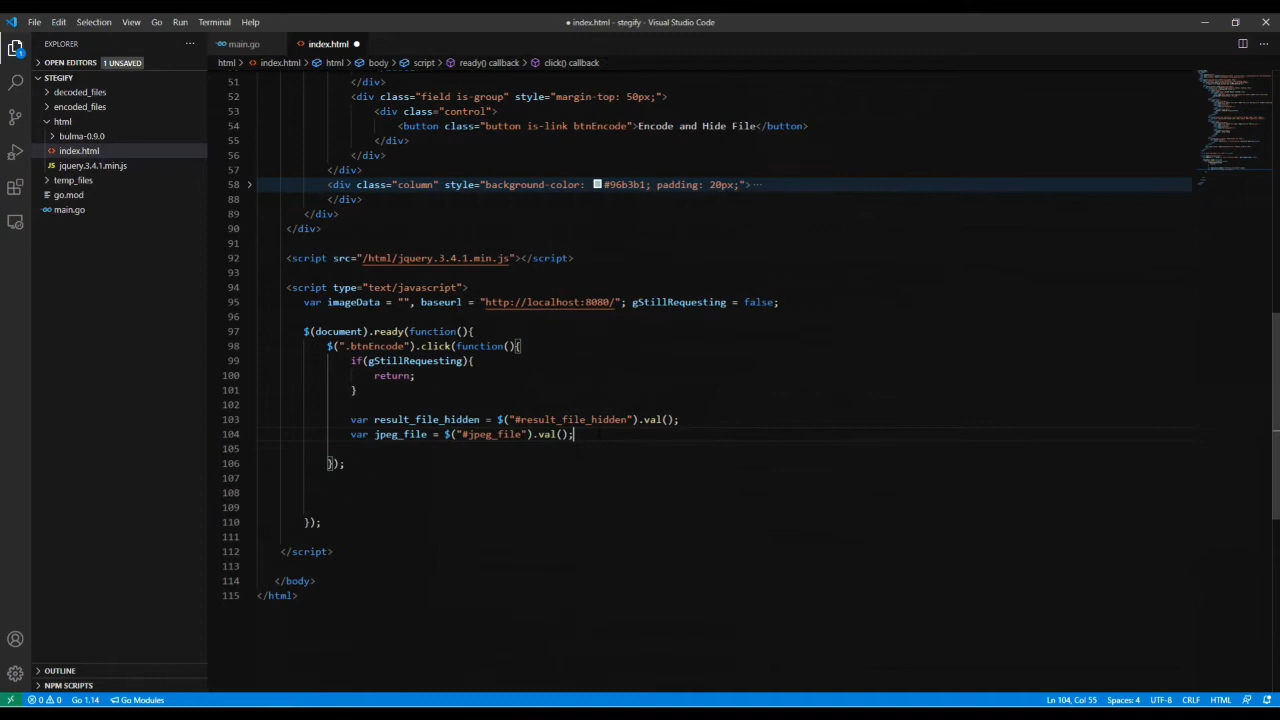 File Edit Selection View Go Run Terminal Help
● index.html - stegify - Visual Studio Code
EXPLORER ···
main.go
index.html ●
OPEN EDITORS 1 UNSAVED
html > index.html > html > body > script > ready() callback > click() callback
STEGIFY
decoded_files
encoded_files
html
bulma-0.9.0
index.html
jquery.3.4.1.min.js
temp_files
go.mod
main.go
51 </div>
52 <div class="field is-group" style="margin-top: 50px;">
53 <div class="control">
54 <button class="button is-link btnEncode">Encode and Hide File</button>
55 </div>
56 </div>
57 </div>
58 <div class="column" style="background-color: #96b3b1; padding: 20px;">···
88 </div>
89 </div>
90 </div>
91
92 <script src="/html/jquery.3.4.1.min.js"></script>
93
94 <script type="text/javascript">
95 var imageData = "", baseurl = "http://localhost:8080/"; gStillRequesting = false;
96
97 $(document).ready(function(){
98 $(".btnEncode").click(function(){
99 if(gStillRequesting){
100 return;
101 }
102
103 var result_file_hidden = $("#result_file_hidden").val();
104 var jpeg_file = $("#jpeg_file").val();
105
106 });
107
108
109
110 });
111
112 </script>
113
114 </body>
115 </html>
OUTLINE
NPM SCRIPTS
0 0 Go 1.14 Go Modules
Ln 104, Col 55 Spaces: 4 UTF-8 CRLF HTML